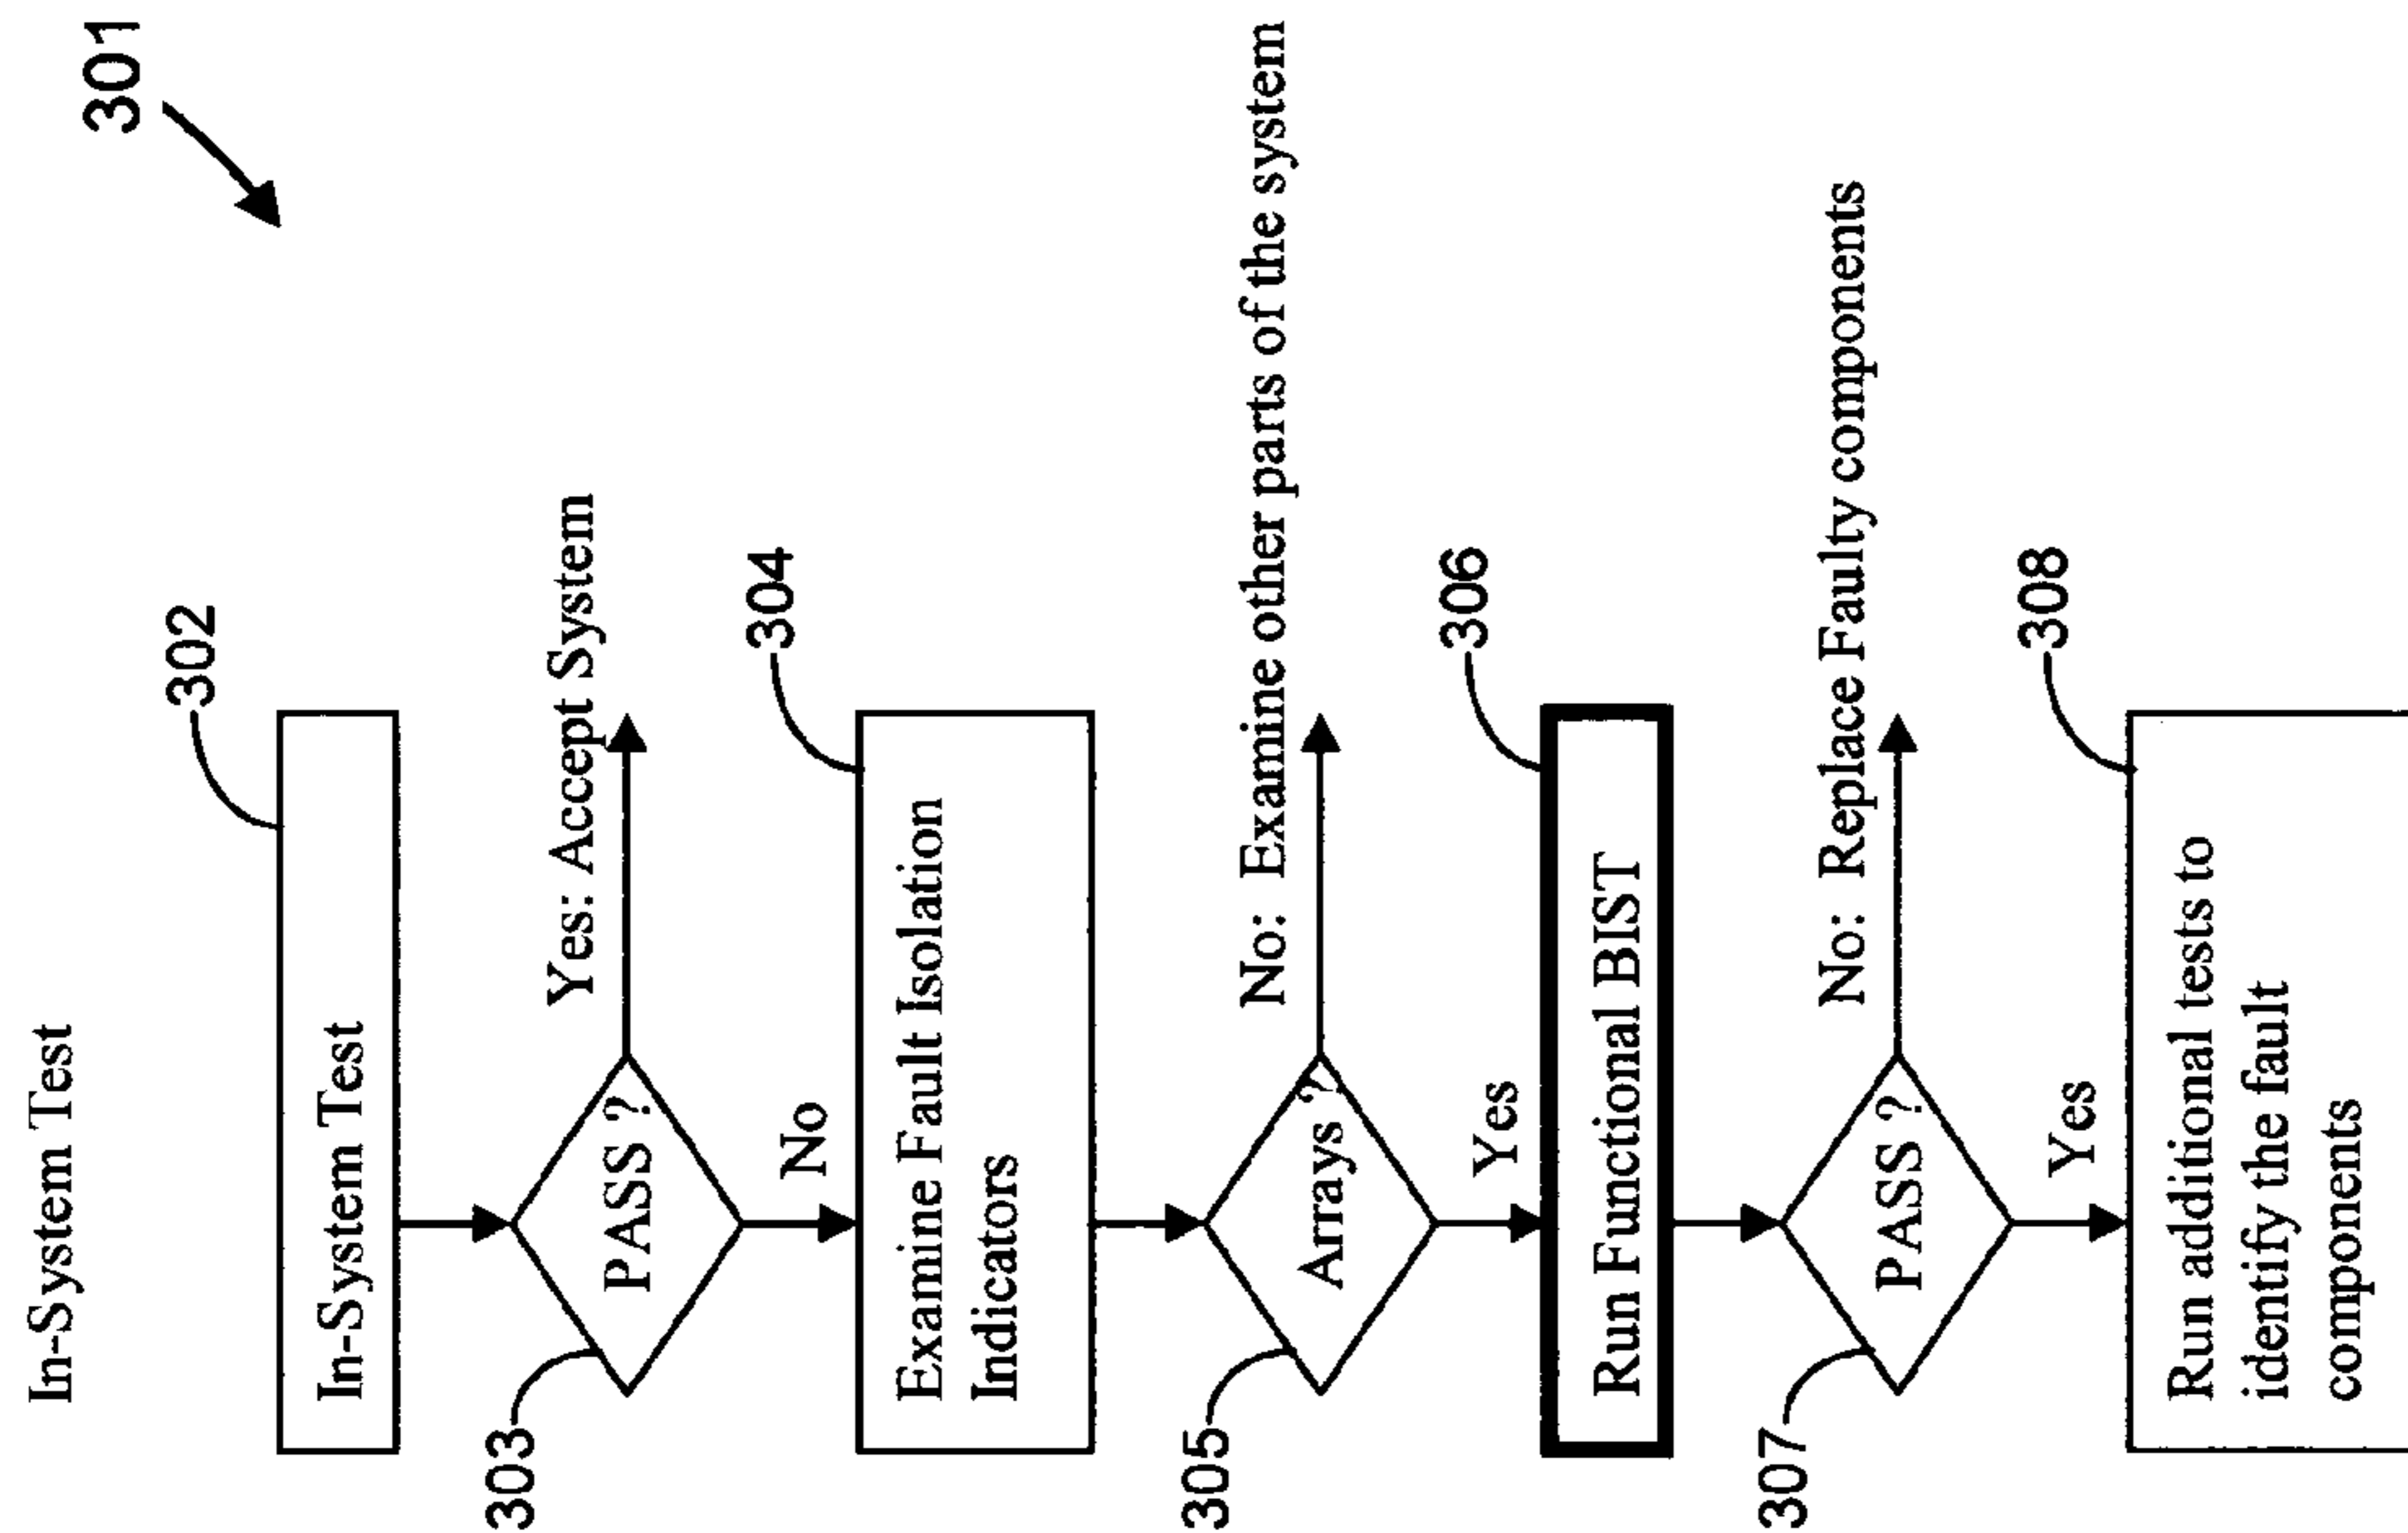 In-System Test
301
302
In-System Test
303
PASS ?
Yes: Accept System
No
304
Examine Fault Isolation
Indicators
305
Arrays ?
No: Examine other parts of the system
Yes
306
Run Functional BIST
307
PASS ?
No: Replace Faulty components
Yes
308
Run additional tests to
identify the fault
components